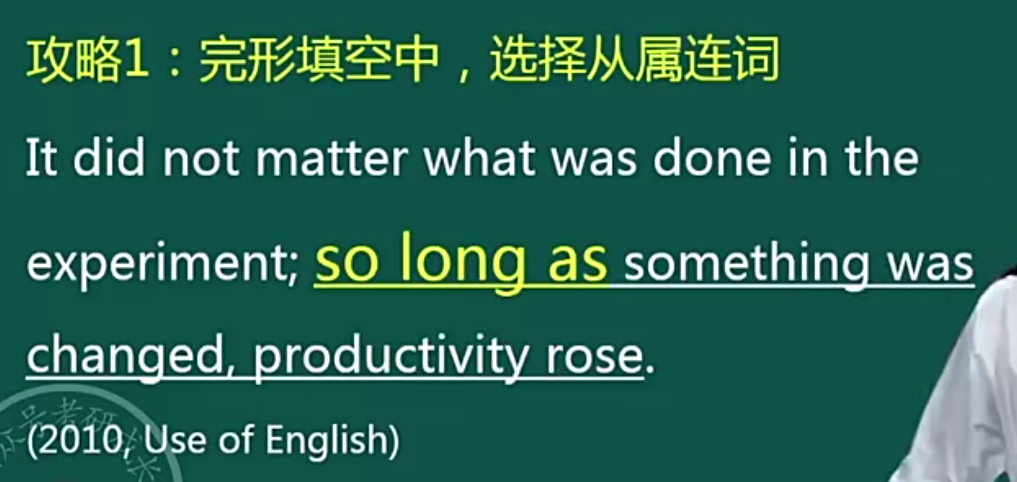 攻略1：完形填空中，选择从属连词
It did not matter what was done in the
experiment; so long as something was
changed, productivity rose.
(2010, Use of English)